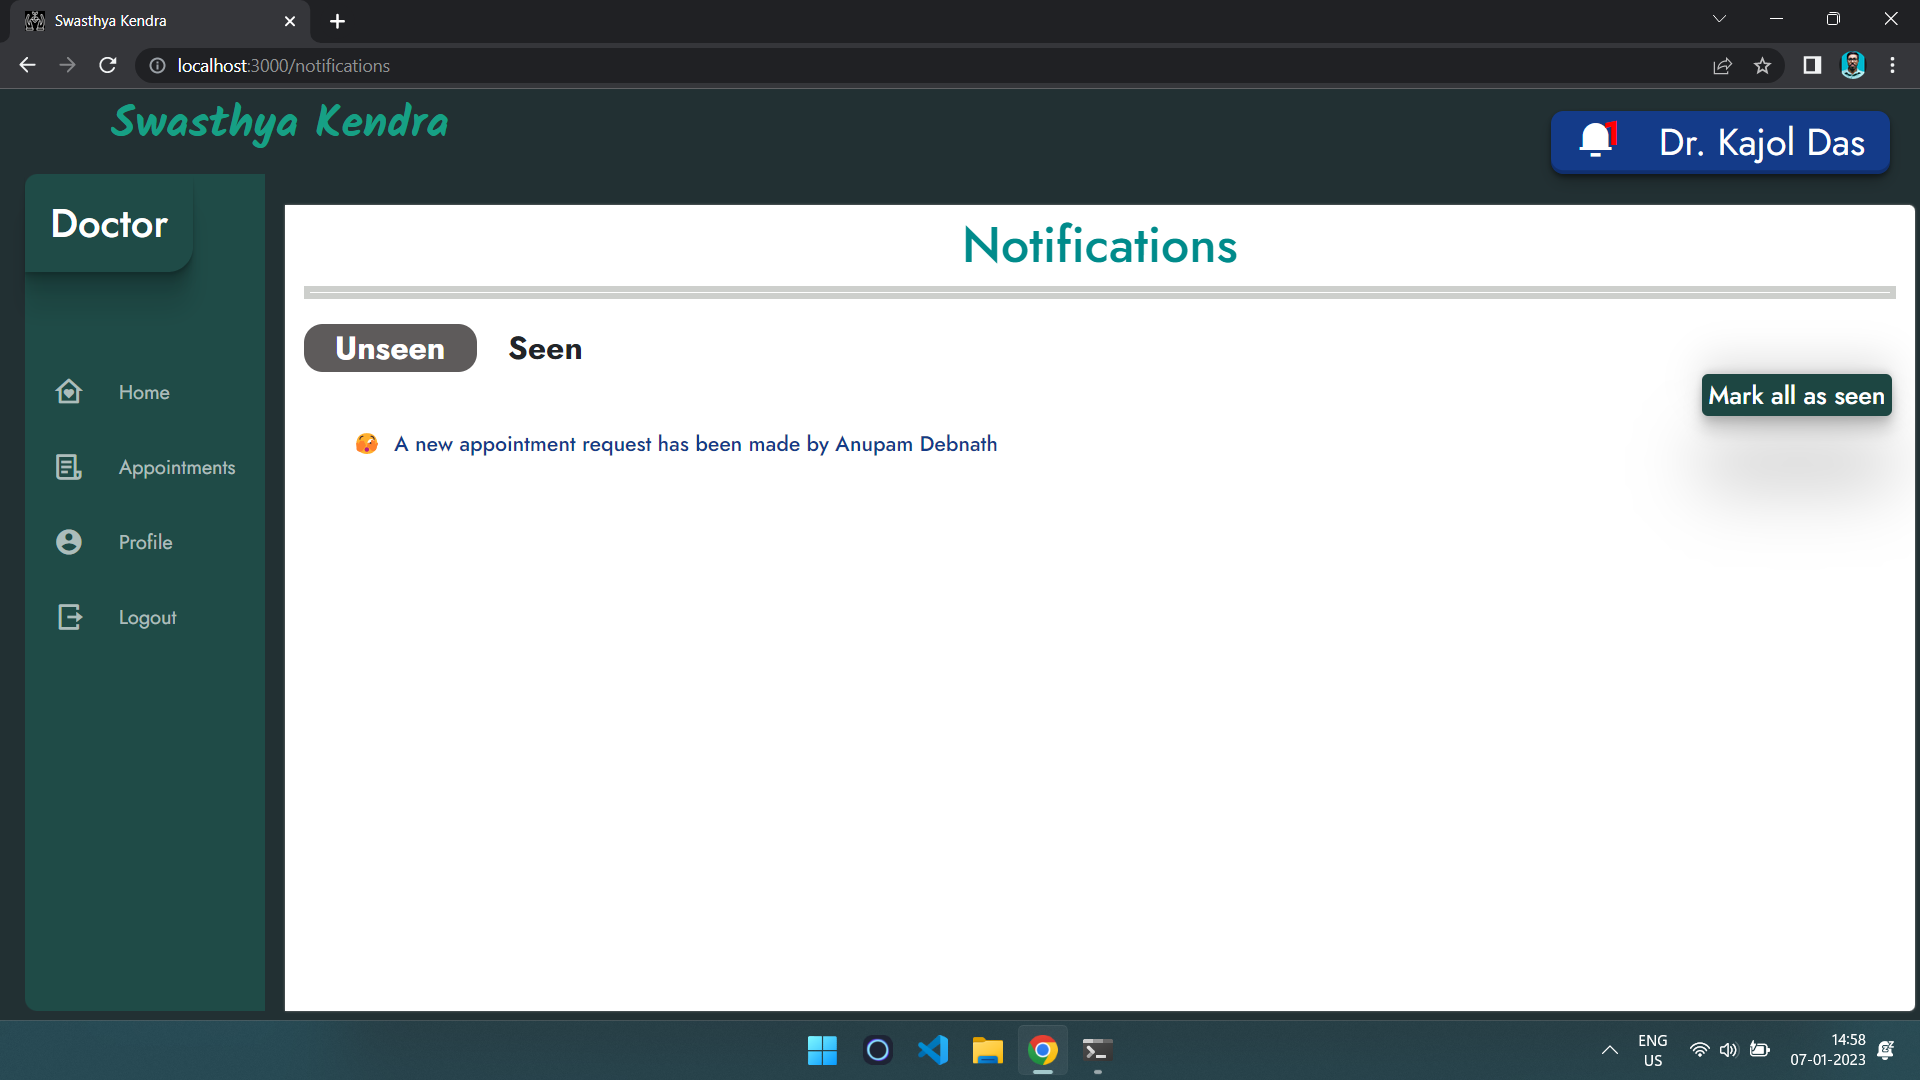 Swasthya Kendra
localhost:3000/notifications
Swasthya Kendra
1
Dr. Kajol Das
Doctor
Home
Appointments
Profile
Logout
Notifications
Unseen
Seen
Mark all as seen
A new appointment request has been made by Anupam Debnath
ENG
US
14:58
07-01-2023